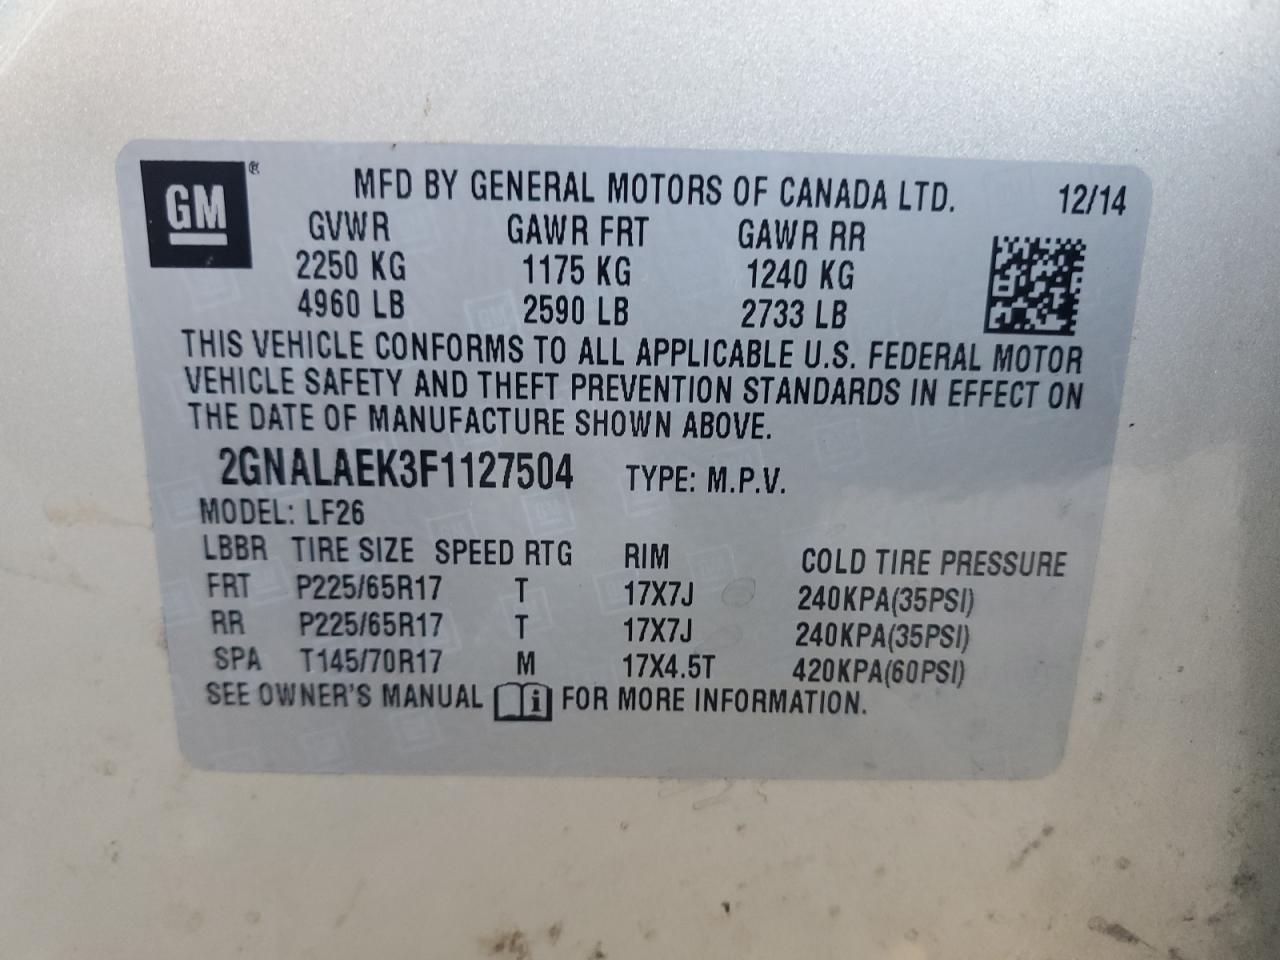 GM ®
MFD BY GENERAL MOTORS OF CANADA LTD. 12/14
GVWR GAWR FRT GAWR RR
2250 KG 1175 KG 1240 KG
4960 LB 2590 LB 2733 LB
THIS VEHICLE CONFORMS TO ALL APPLICABLE U.S. FEDERAL MOTOR
VEHICLE SAFETY AND THEFT PREVENTION STANDARDS IN EFFECT ON
THE DATE OF MANUFACTURE SHOWN ABOVE.
2GNALAEK3F1127504 TYPE: M.P.V.
MODEL: LF26
LBBR TIRE SIZE SPEED RTG RIM COLD TIRE PRESSURE
FRT P225/65R17 T 17X7J 240KPA(35PSI)
RR P225/65R17 T 17X7J 240KPA(35PSI)
SPA T145/70R17 M 17X4.5T 420KPA(60PSI)
SEE OWNER'S MANUAL i FOR MORE INFORMATION.